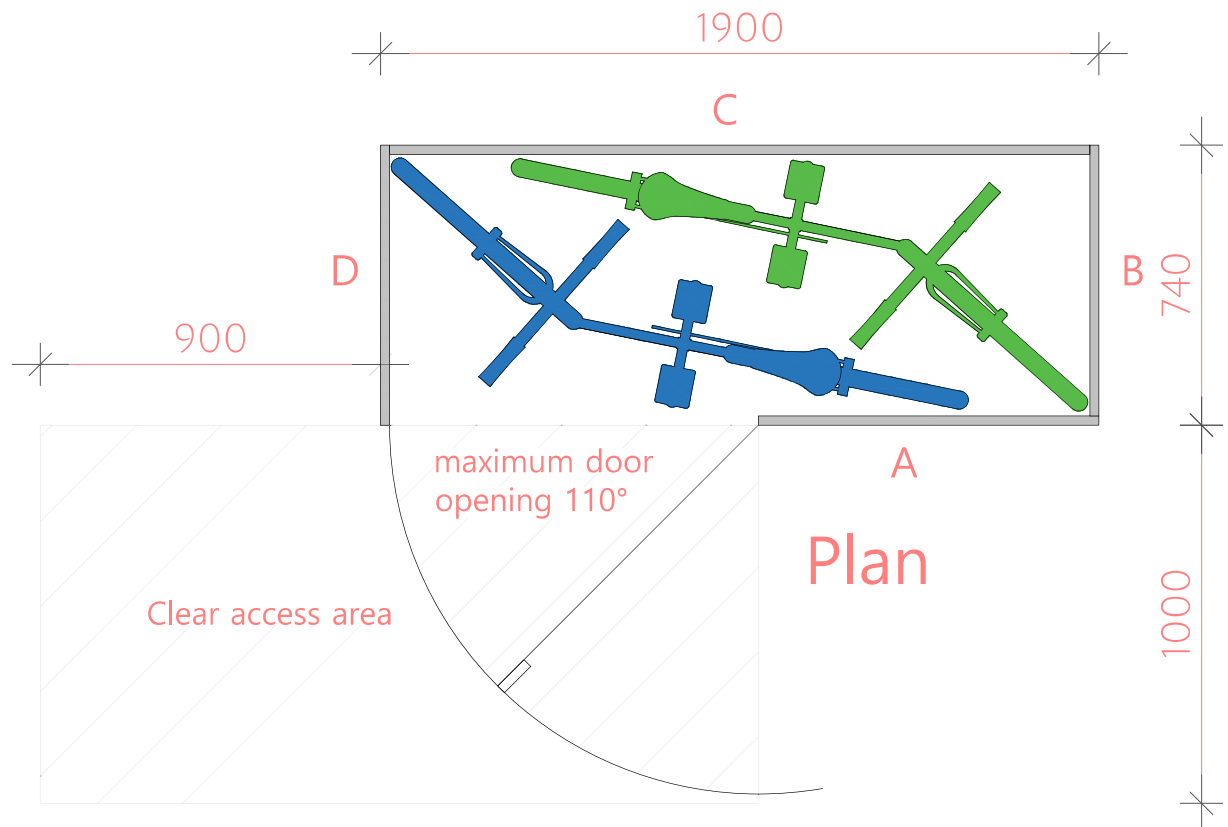 1900
C
D
B
740
900
maximum door
opening 110°
A
Plan
Clear access area
1000